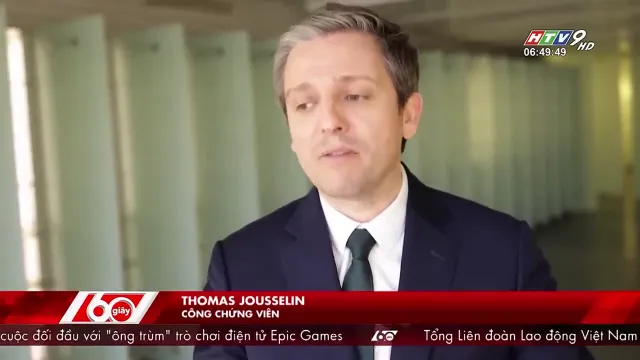 HTV9 HD
06:49:49
60 giây
THOMAS JOUSSELIN
CÔNG CHỨNG VIÊN
cuộc đối đầu với "ông trùm" trò chơi điện tử Epic Games 60 Tổng Liên đoàn Lao động Việt Nam